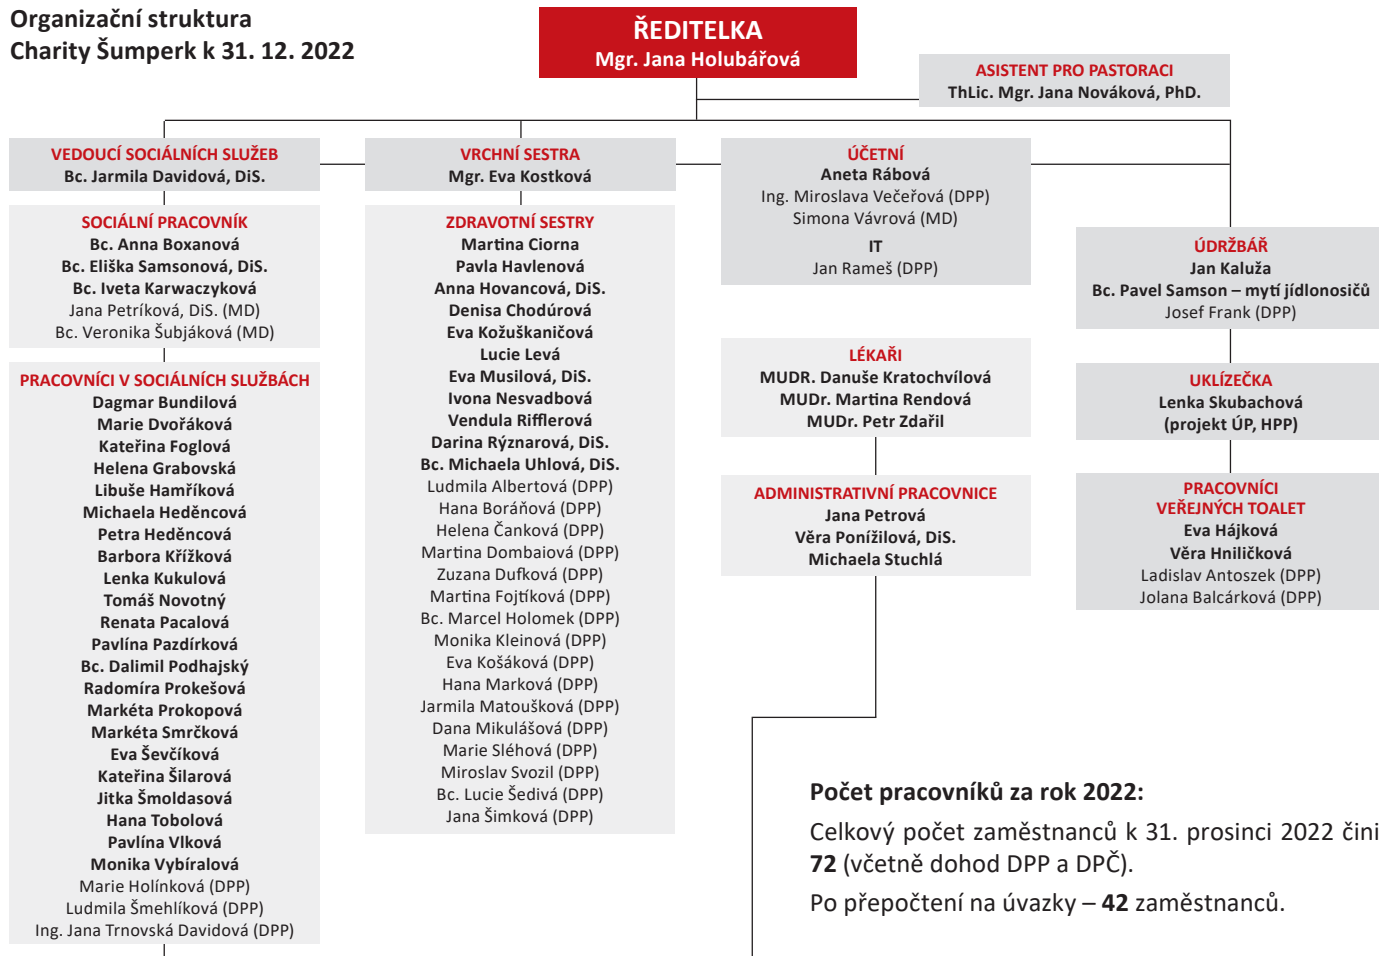 Organizační struktura
Charity Šumperk k 31. 12. 2022
ŘEDITELKA
Mgr. Jana Holubářová
ASISTENT PRO PASTORACI
ThLic. Mgr. Jana Nováková, PhD.
VEDOUCÍ SOCIÁLNÍCH SLUŽEB
Bc. Jarmila Davidová, DiS.
SOCIÁLNÍ PRACOVNÍK
Bc. Anna Boxanová
Bc. Eliška Samsonová, DiS.
Bc. Iveta Karwaczyková
Jana Petríková, DiS. (MD)
Bc. Veronika Šubjáková (MD)
PRACOVNÍCI V SOCIÁLNÍCH SLUŽBÁCH
Dagmar Bundilová
Marie Dvořáková
Kateřina Foglová
Helena Grabovská
Libuše Hamříková
Michaela Heděncová
Petra Heděncová
Barbora Křížková
Lenka Kukulová
Tomáš Novotný
Renata Pacalová
Pavlína Pazdírková
Bc. Dalimil Podhajský
Radomíra Prokešová
Markéta Prokopová
Markéta Smrčková
Eva Ševčíková
Kateřina Šilarová
Jitka Šmoldasová
Hana Tobolová
Pavlína Vlková
Monika Vybíralová
Marie Holínková (DPP)
Ludmila Šmehlíková (DPP)
Ing. Jana Trnovská Davidová (DPP)
VRCHNÍ SESTRA
Mgr. Eva Kostková
ZDRAVOTNÍ SESTRY
Martina Ciorna
Pavla Havlenová
Anna Hovancová, DiS.
Denisa Chodúrová
Eva Kožuškaničová
Lucie Levá
Eva Musilová, DiS.
Ivona Nesvadbová
Vendula Rifflerová
Darina Rýznarová, DiS.
Bc. Michaela Uhlová, DiS.
Ludmila Albertová (DPP)
Hana Boráňová (DPP)
Helena Čanková (DPP)
Martina Dombaiová (DPP)
Zuzana Dufková (DPP)
Martina Fojtíková (DPP)
Bc. Marcel Holomek (DPP)
Monika Kleinová (DPP)
Eva Košáková (DPP)
Hana Marková (DPP)
Jarmila Matoušková (DPP)
Dana Mikulášová (DPP)
Marie Sléhová (DPP)
Miroslav Svozil (DPP)
Bc. Lucie Šedivá (DPP)
Jana Šimková (DPP)
ÚČETNÍ
Aneta Rábová
Ing. Miroslava Večeřová (DPP)
Simona Vávrová (MD)
IT
Jan Rameš (DPP)
LÉKAŘI
MUDR. Danuše Kratochvílová
MUDr. Martina Rendová
MUDr. Petr Zdařil
ADMINISTRATIVNÍ PRACOVNICE
Jana Petrová
Věra Ponížilová, DiS.
Michaela Stuchlá
ÚDRŽBÁŘ
Jan Kaluža
Bc. Pavel Samson – mytí jídlonosičů
Josef Frank (DPP)
UKLÍZEČKA
Lenka Skubachová
(projekt ÚP, HPP)
PRACOVNÍCI
VEŘEJNÝCH TOALET
Eva Hájková
Věra Hniličková
Ladislav Antoszek (DPP)
Jolana Balcárková (DPP)
Počet pracovníků za rok 2022:
Celkový počet zaměstnanců k 31. prosinci 2022 čini
72 (včetně dohod DPP a DPČ).
Po přepočtení na úvazky – 42 zaměstnanců.